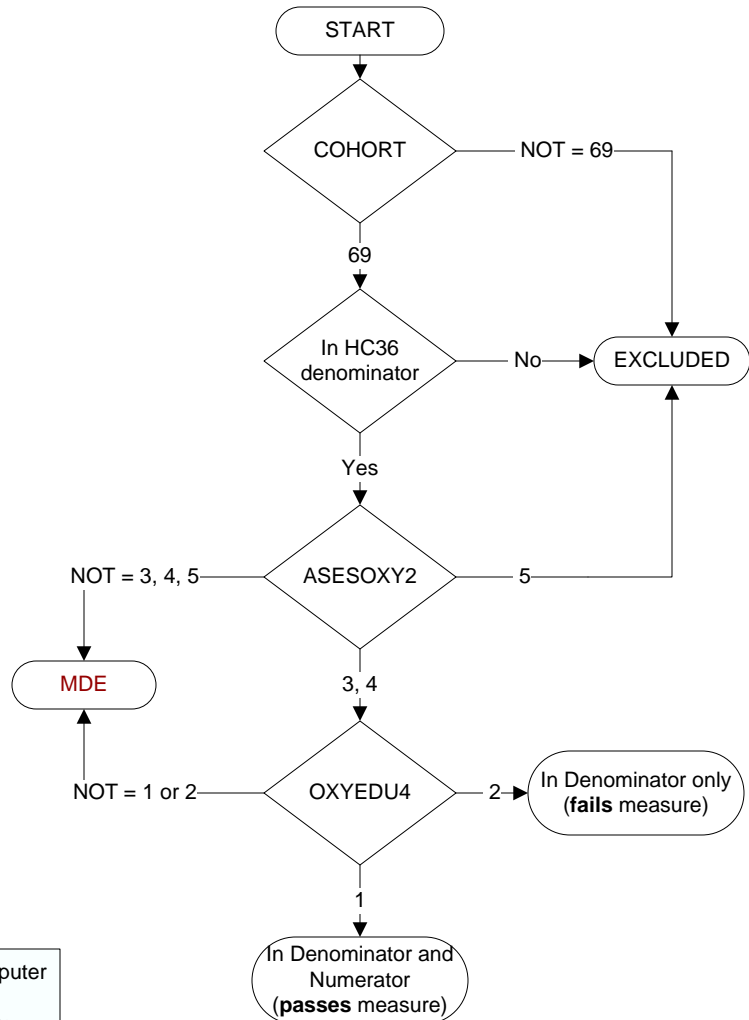 START
COHORT
NOT = 69
69
In HC36
denominator
No
EXCLUDED
Yes
NOT = 3, 4, 5
ASESOXY2
5
MDE
3, 4
NOT = 1 or 2
OXYEDU4
2
In Denominator only
(fails measure)
1
In Denominator and
Numerator
(passes measure)